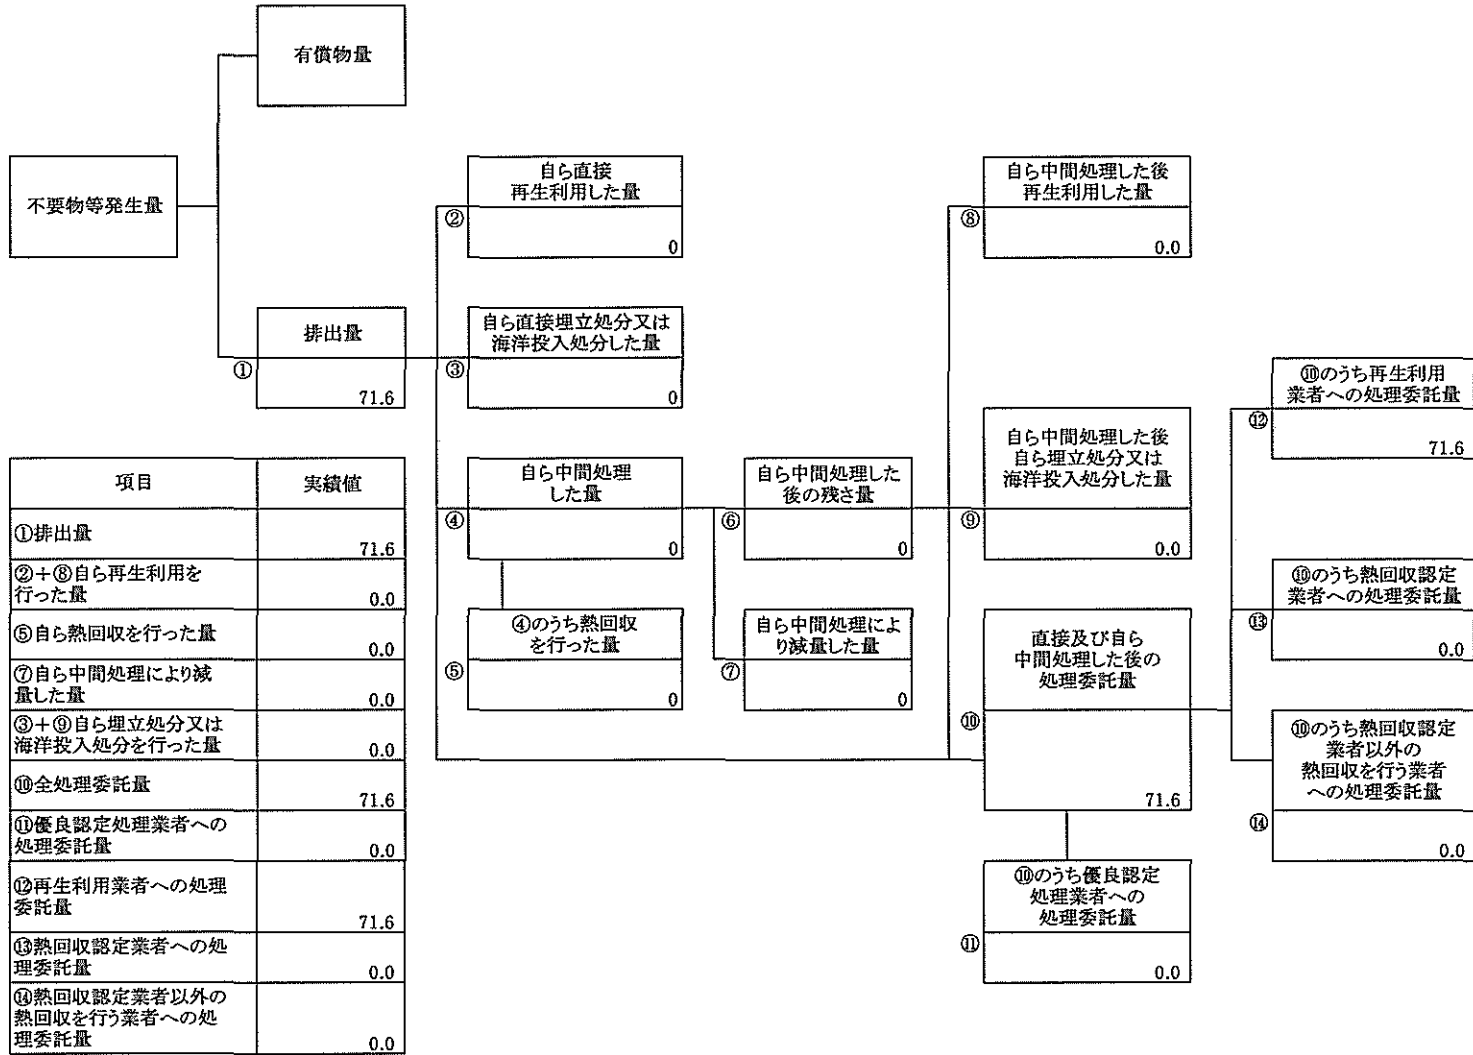 有償物量
不要物等発生量
排出量
①
71.6
自ら直接
再生利用した量
②
0
自ら直接埋立処分又は
海洋投入処分した量
③
0
自ら中間処理
した量
④
0
④のうち熱回収
を行った量
⑤
0
自ら中間処理した
後の残さ量
⑥
0
自ら中間処理によ
り減量した量
⑦
0
自ら中間処理した後
再生利用した量
⑧
0.0
自ら中間処理した後
自ら埋立処分又は
海洋投入処分した量
⑨
0.0
直接及び自ら
中間処理した後の
処理委託量
⑩
71.6
⑩のうち優良認定
処理業者への
処理委託量
⑪
0.0
⑩のうち再生利用
業者への処理委託量
⑫
71.6
⑩のうち熱回収認定
業者への処理委託量
⑬
0.0
⑩のうち熱回収認定
業者以外の
熱回収を行う業者
への処理委託量
⑭
0.0
項目 実績値
①排出量
71.6
②+⑧自ら再生利用を
行った量
0.0
⑤自ら熱回収を行った量
0.0
⑦自ら中間処理により減
量した量
0.0
③+⑨自ら埋立処分又は
海洋投入処分を行った量
0.0
⑩全処理委託量
71.6
⑪優良認定処理業者への
処理委託量
0.0
⑫再生利用業者への処理
委託量
71.6
⑬熱回収認定業者への処
理委託量
0.0
⑭熱回収認定業者以外の
熱回収を行う業者への処
理委託量
0.0